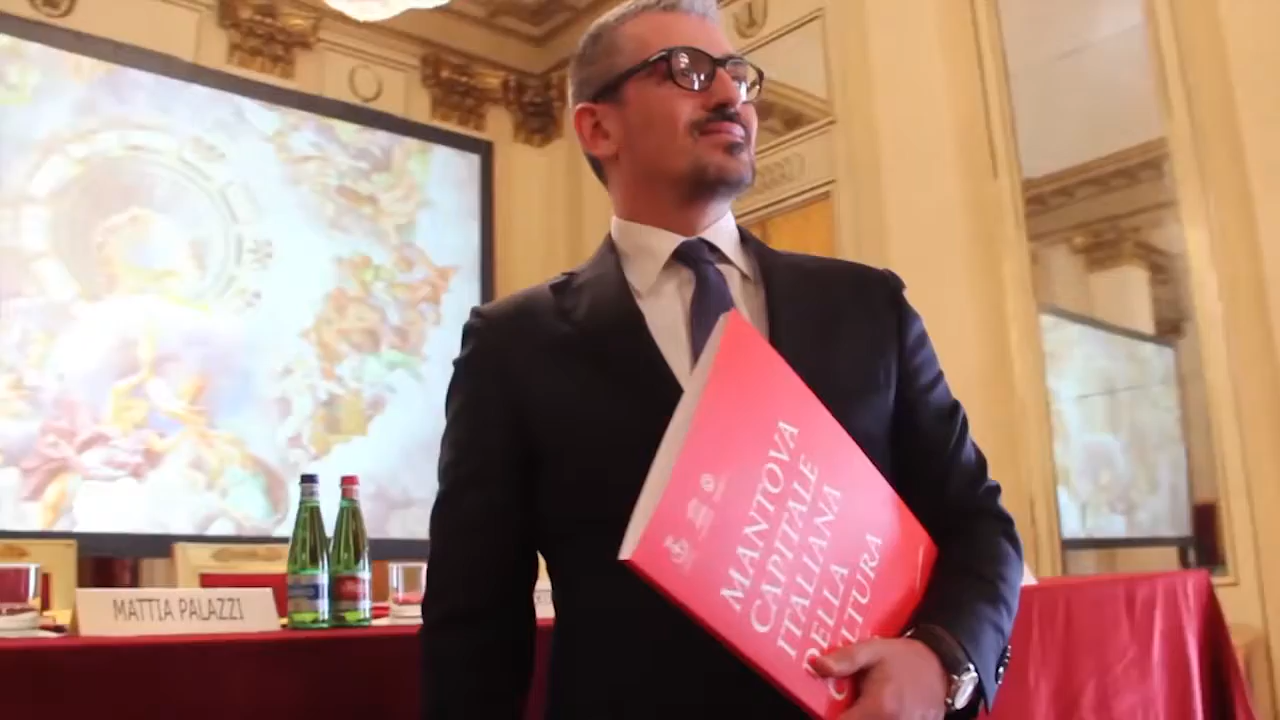 MATTIA PALAZZI
MANTOVA
CAPITALE
ITALIANA
DELLA
CULTURA